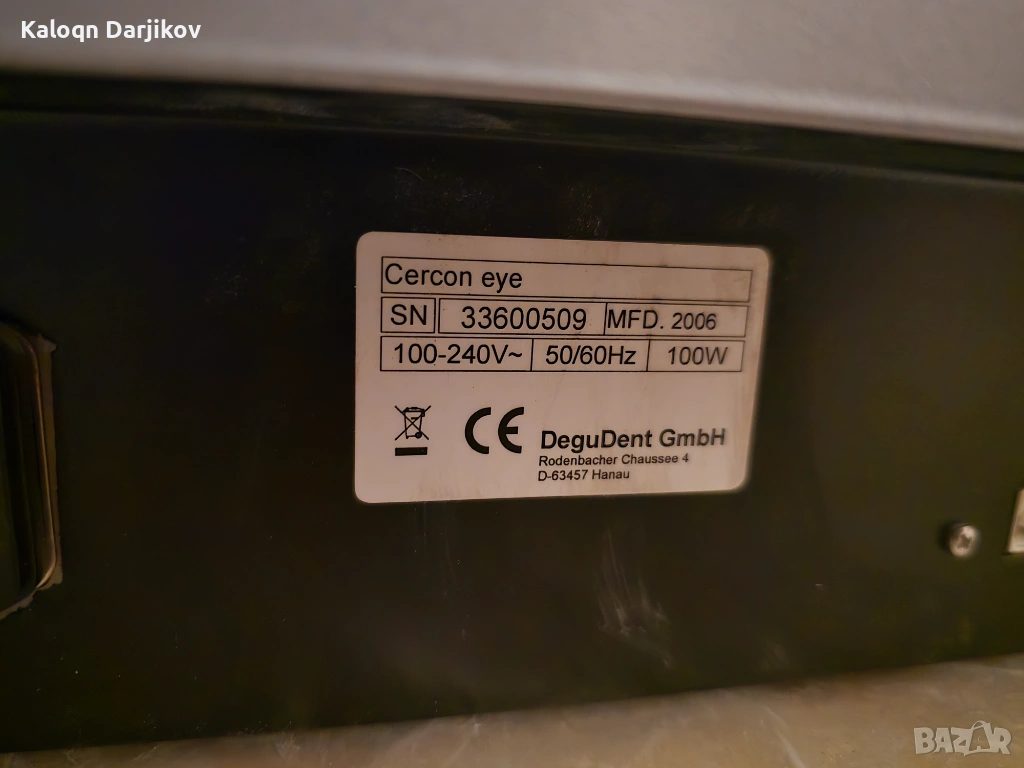 Kaloqn Darjikov
Cercon eye
SN 33600509 MFD. 2006
100-240V~ 50/60Hz 100W
CE DeguDent GmbH
Rodenbacher Chaussee 4
D-63457 Hanau
BAZAR